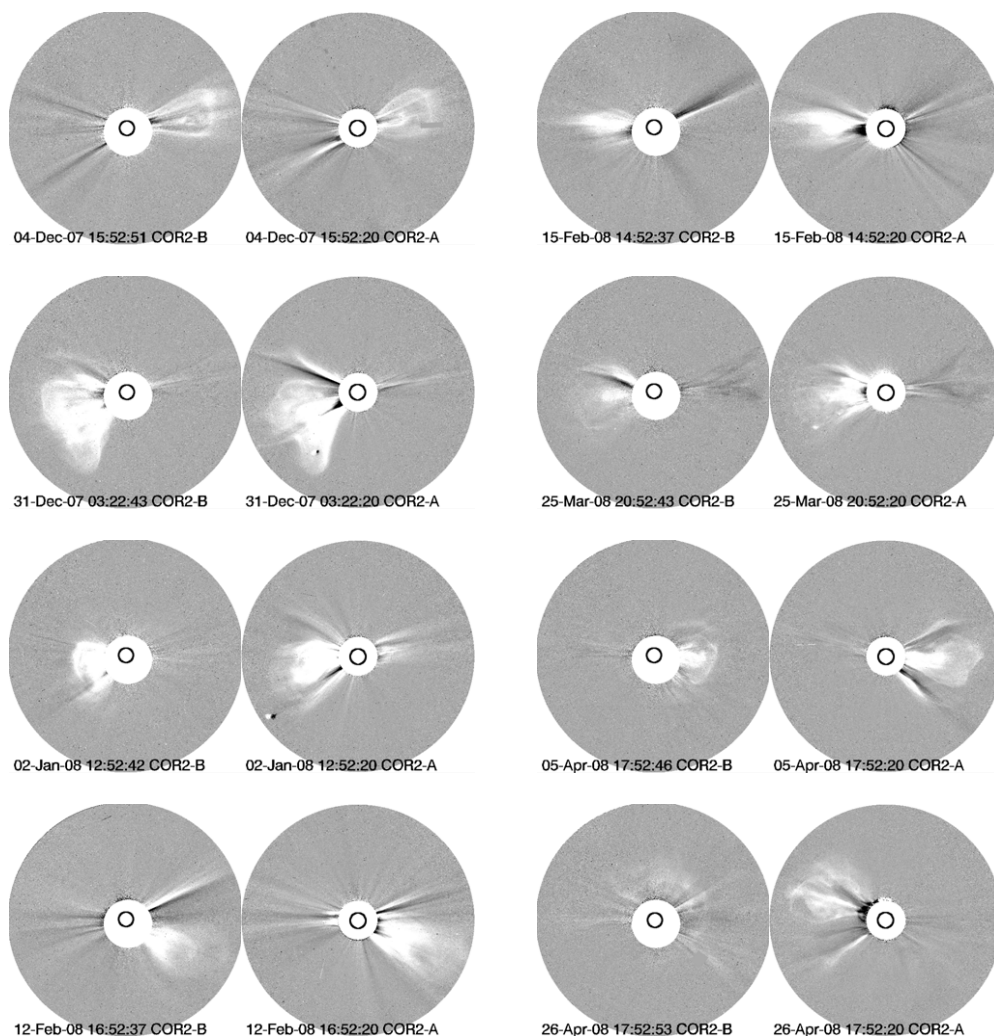 04-Dec-07 15:52:51 COR2-B
04-Dec-07 15:52:20 COR2-A
15-Feb-08 14:52:37 COR2-B
15-Feb-08 14:52:20 COR2-A
31-Dec-07 03:22:43 COR2-B
31-Dec-07 03:22:20 COR2-A
25-Mar-08 20:52:43 COR2-B
25-Mar-08 20:52:20 COR2-A
02-Jan-08 12:52:42 COR2-B
02-Jan-08 12:52:20 COR2-A
05-Apr-08 17:52:46 COR2-B
05-Apr-08 17:52:20 COR2-A
12-Feb-08 16:52:37 COR2-B
12-Feb-08 16:52:20 COR2-A
26-Apr-08 17:52:53 COR2-B
26-Apr-08 17:52:20 COR2-A